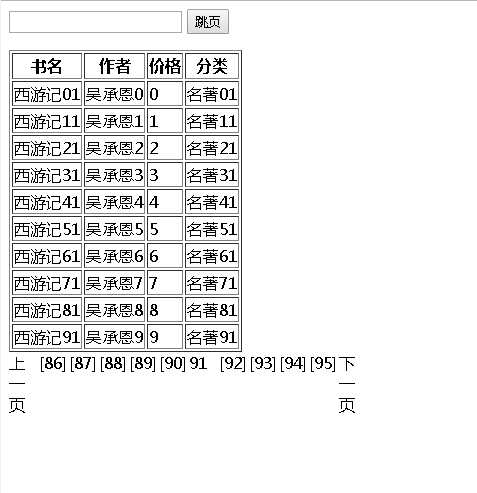 跳页
书名 作者 价格 分类
西游记01 吴承恩0 0 名著01
西游记11 吴承恩1 1 名著11
西游记21 吴承恩2 2 名著21
西游记31 吴承恩3 3 名著31
西游记41 吴承恩4 4 名著41
西游记51 吴承恩5 5 名著51
西游记61 吴承恩6 6 名著61
西游记71 吴承恩7 7 名著71
西游记81 吴承恩8 8 名著81
西游记91 吴承恩9 9 名著91
上一页 [86] [87] [88] [89] [90] 91 [92] [93] [94] [95] 下一页